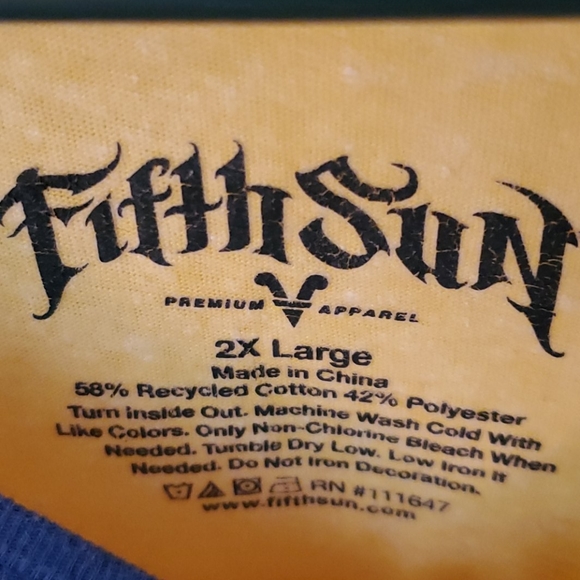 Fifth Sun
PREMIUM APPAREL
2X Large
Made in China
58% Recycled Cotton 42% Polyester
Turn Inside Out. Machine Wash Cold With
Like Colors. Only Non-Chlorine Bleach When
Needed. Tumble Dry Low. Low Iron If
Needed. Do Not Iron Decoration.
RN #111647
www.fifthsun.com